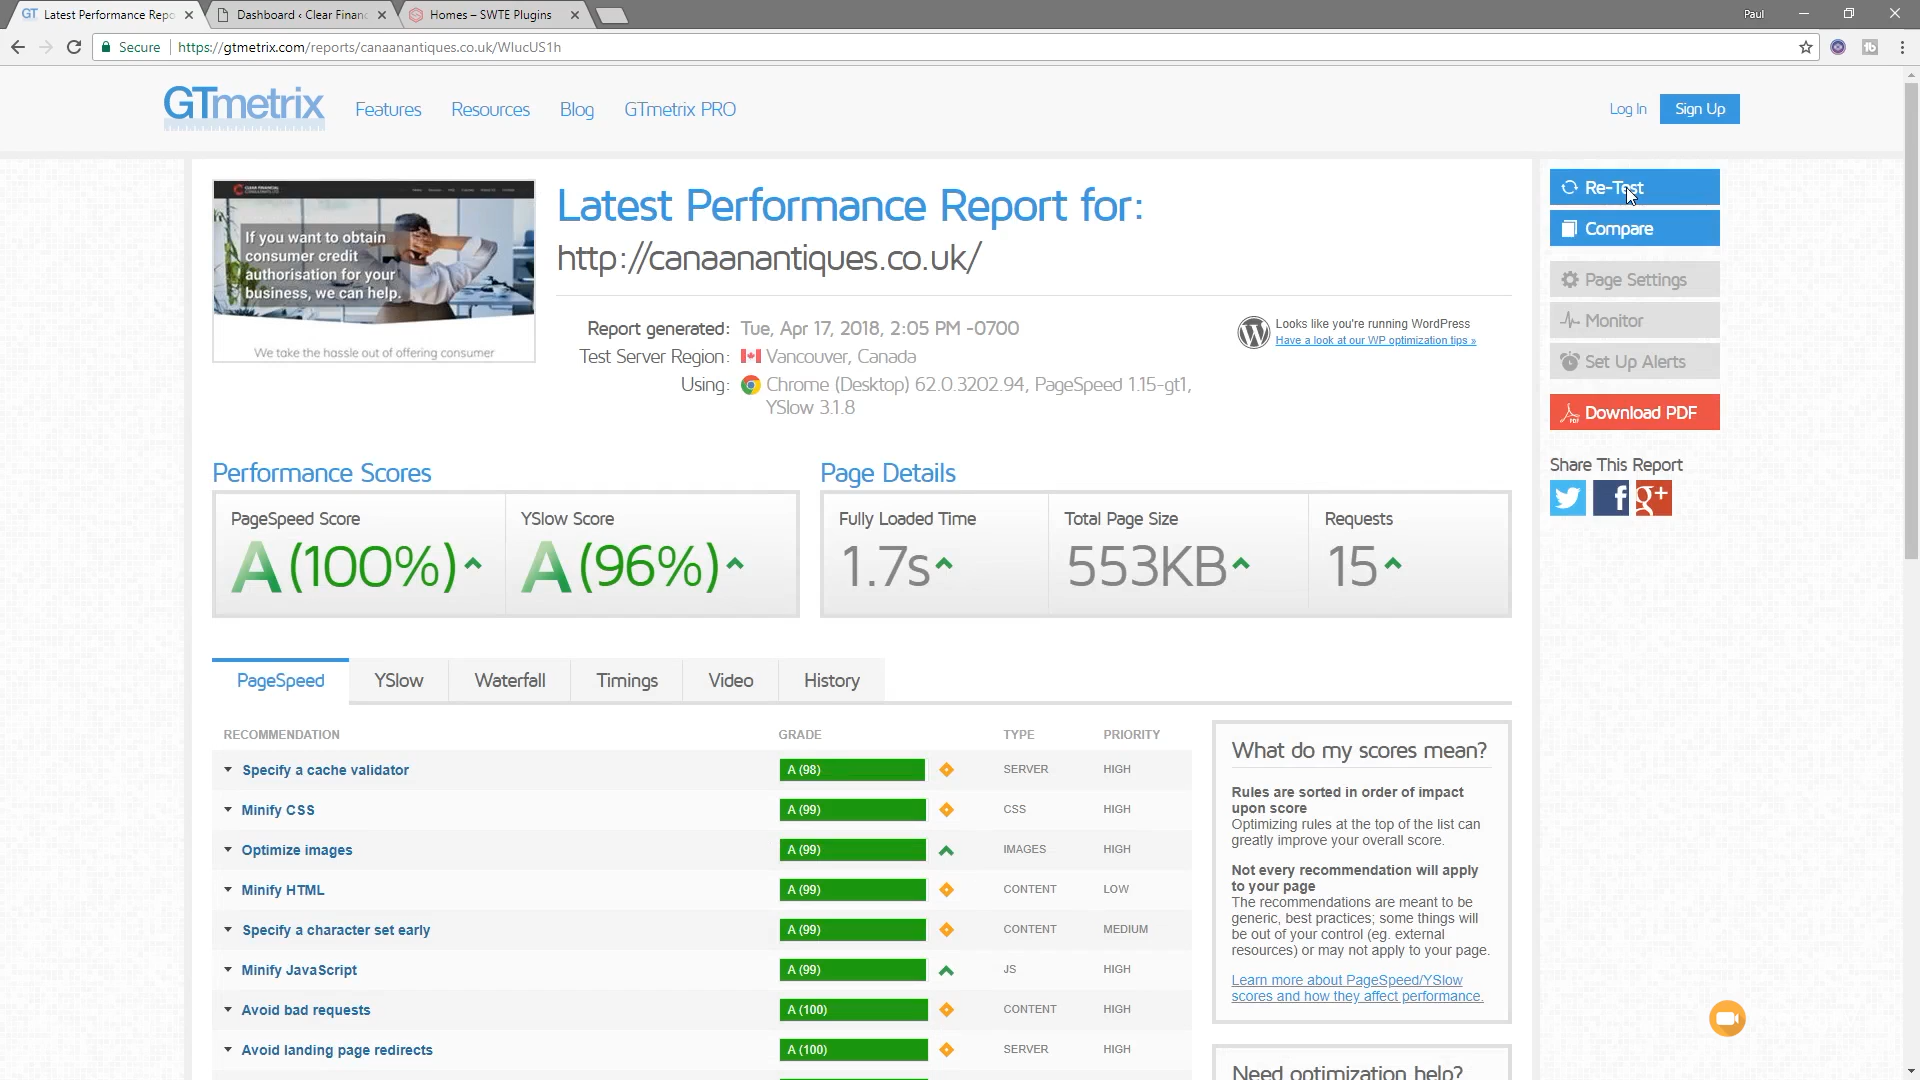 GT Latest Performance Repo
Dashboard ‹ Clear Financ
Homes – SWTE Plugins
Paul
Secure
https://gtmetrix.com/reports/canaanantiques.co.uk/WIucUS1h
GTmetrix
Features
Resources
Blog
GTmetrix PRO
Log In
Sign Up
If you want to obtain
consumer credit
authorisation for your
business, we can help.
We take the hassle out of offering consumer
Latest Performance Report for:
http://canaanantiques.co.uk/
Report generated: Tue, Apr 17, 2018, 2:05 PM -0700
Test Server Region: Vancouver, Canada
Using: Chrome (Desktop) 62.0.3202.94, PageSpeed 1.15-gt1,
YSlow 3.1.8
Looks like you're running WordPress
Have a look at our WP optimization tips »
Re-Test
Compare
Page Settings
Monitor
Set Up Alerts
Download PDF
Share This Report
Performance Scores
PageSpeed Score
A (100%)
YSlow Score
A (96%)
Page Details
Fully Loaded Time
1.7s
Total Page Size
553KB
Requests
15
PageSpeed
YSlow
Waterfall
Timings
Video
History
RECOMMENDATION GRADE TYPE PRIORITY
Specify a cache validator A (98) SERVER HIGH
Minify CSS A (99) CSS HIGH
Optimize images A (99) IMAGES HIGH
Minify HTML A (99) CONTENT LOW
Specify a character set early A (99) CONTENT MEDIUM
Minify JavaScript A (99) JS HIGH
Avoid bad requests A (100) CONTENT HIGH
Avoid landing page redirects A (100) SERVER HIGH
What do my scores mean?
Rules are sorted in order of impact
upon score
Optimizing rules at the top of the list can
greatly improve your overall score.
Not every recommendation will apply
to your page
The recommendations are meant to be
generic, best practices; some things will
be out of your control (eg. external
resources) or may not apply to your page.
Learn more about PageSpeed/YSlow
scores and how they affect performance.
Need optimization help?